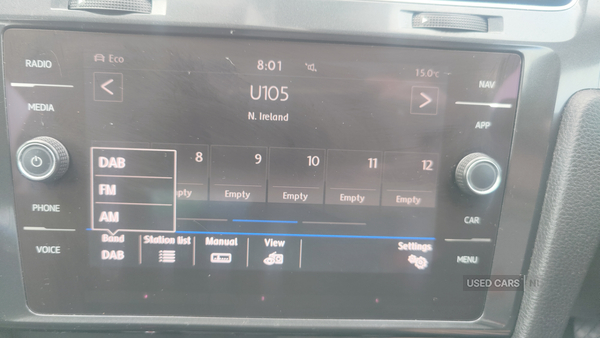 RADIO
Eco
8:01
15.0°C
NAV
MEDIA
U105
N. Ireland
APP
DAB
8
9
10
11
12
FM
Empty
Empty
Empty
Empty
AM
PHONE
CAR
VOICE
Band
Station list
Manual
View
Settings
DAB
MENU
USED CARS NI